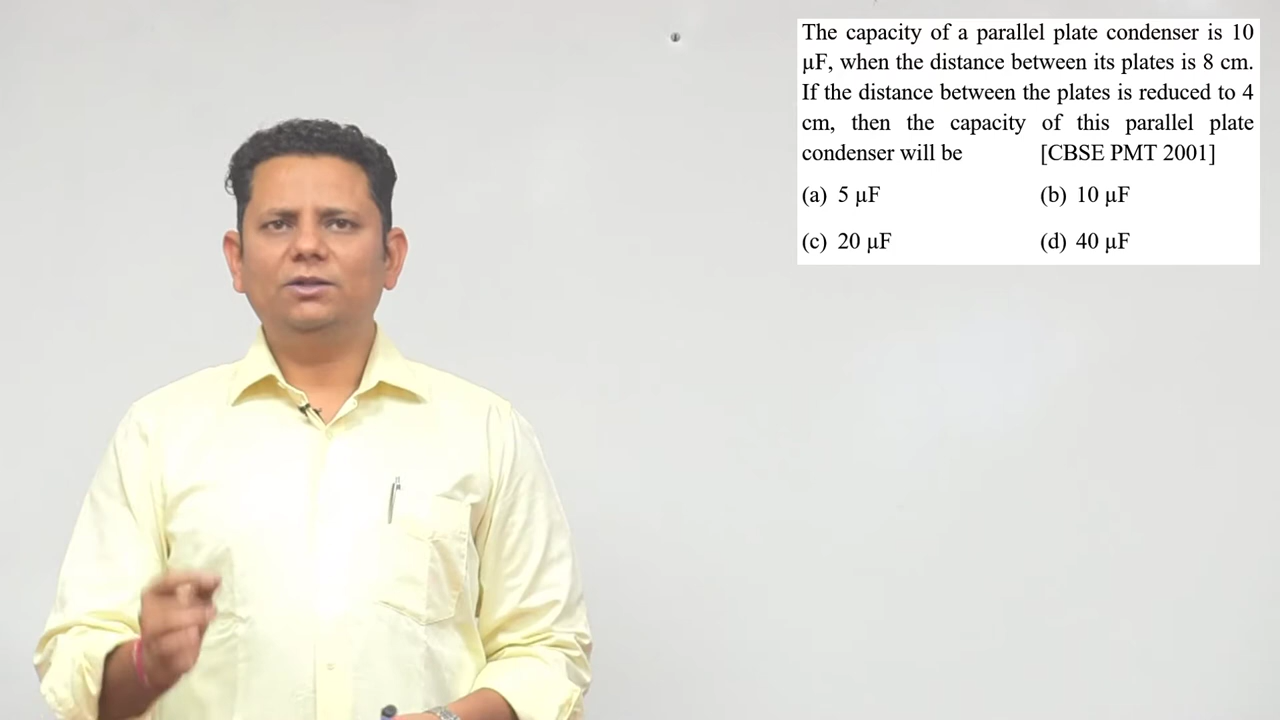 The capacity of a parallel plate condenser is 10
µF, when the distance between its plates is 8 cm.
If the distance between the plates is reduced to 4
cm, then the capacity of this parallel plate
condenser will be [CBSE PMT 2001]
(a) 5 µF (b) 10 µF
(c) 20 µF (d) 40 µF